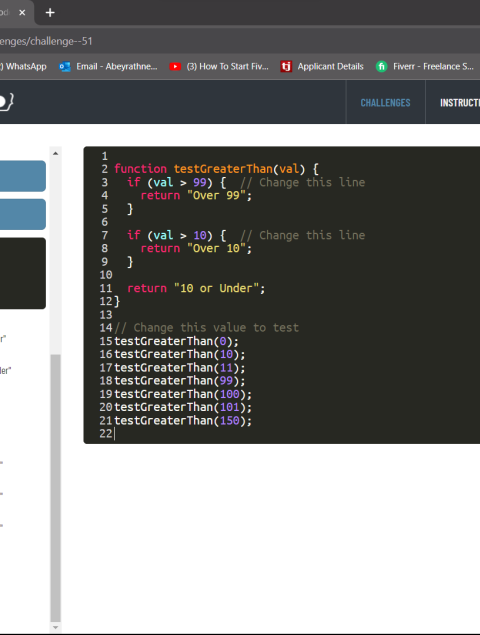 enges/challenge--51
WhatsApp Email - Abeyrathne... (3) How To Start Fiv... Applicant Details Fiverr - Freelance S...
CHALLENGES INSTRUCT
1
2 function testGreaterThan(val) {
3 if (val > 99) { // Change this line
4 return "Over 99";
5 }
6
7 if (val > 10) { // Change this line
8 return "Over 10";
9 }
10
11 return "10 or Under";
12 }
13
14 // Change this value to test
15 testGreaterThan(0);
16 testGreaterThan(10);
17 testGreaterThan(11);
18 testGreaterThan(99);
19 testGreaterThan(100);
20 testGreaterThan(101);
21 testGreaterThan(150);
22